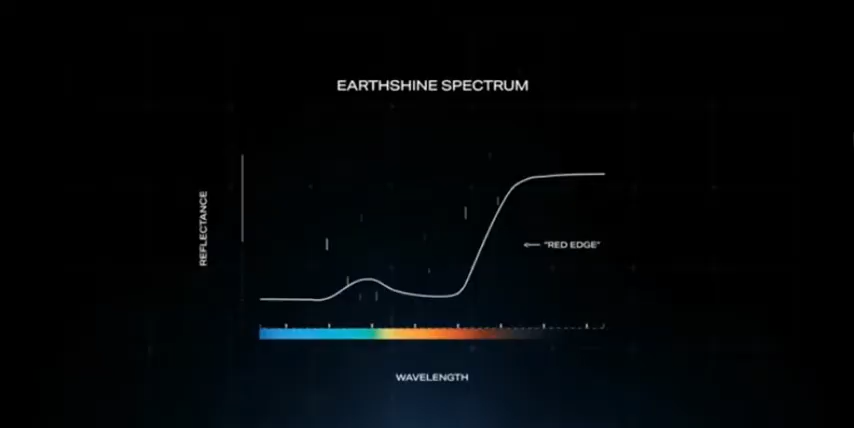 EARTHSHINE SPECTRUM
REFLECTANCE
"RED EDGE"
WAVELENGTH